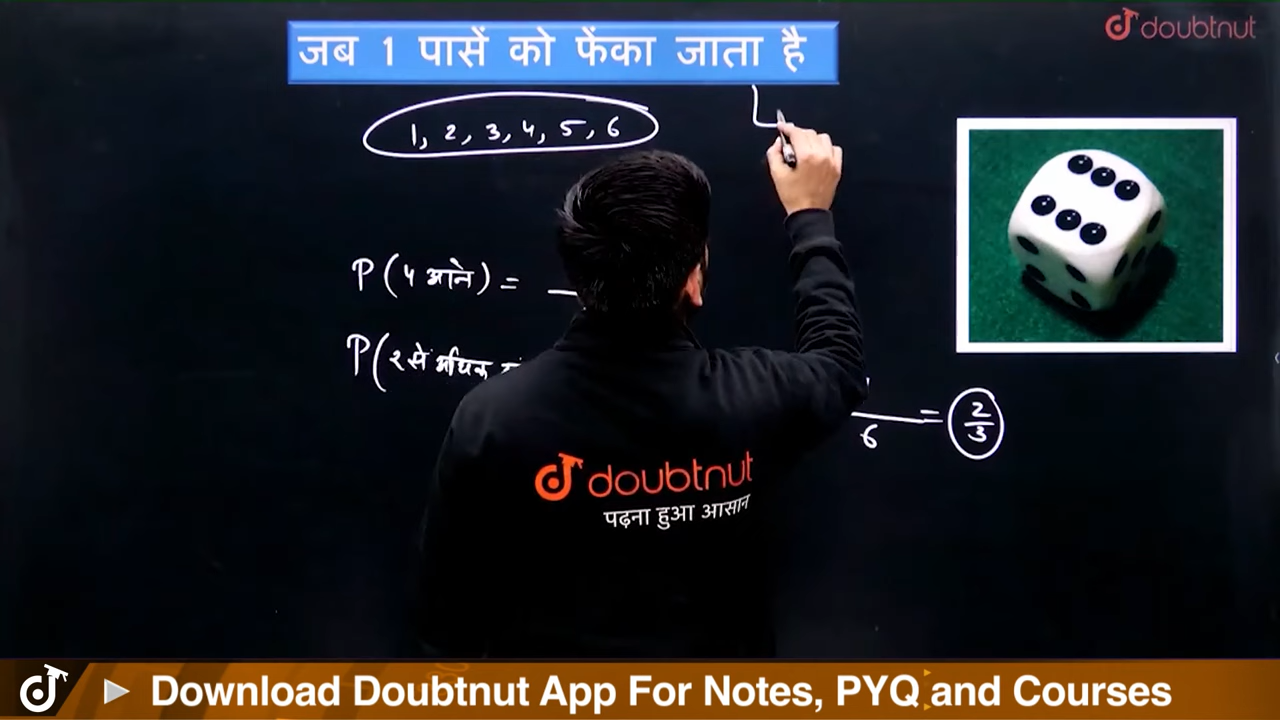 जब 1 पासें को फेंका जाता है
doubtnut
1, 2, 3, 4, 5, 6
P(4 आने) =
P(2 से अधिक
6
=
2
3
doubtnut
पढ़ना हुआ आसान
Download Doubtnut App For Notes, PYQ and Courses